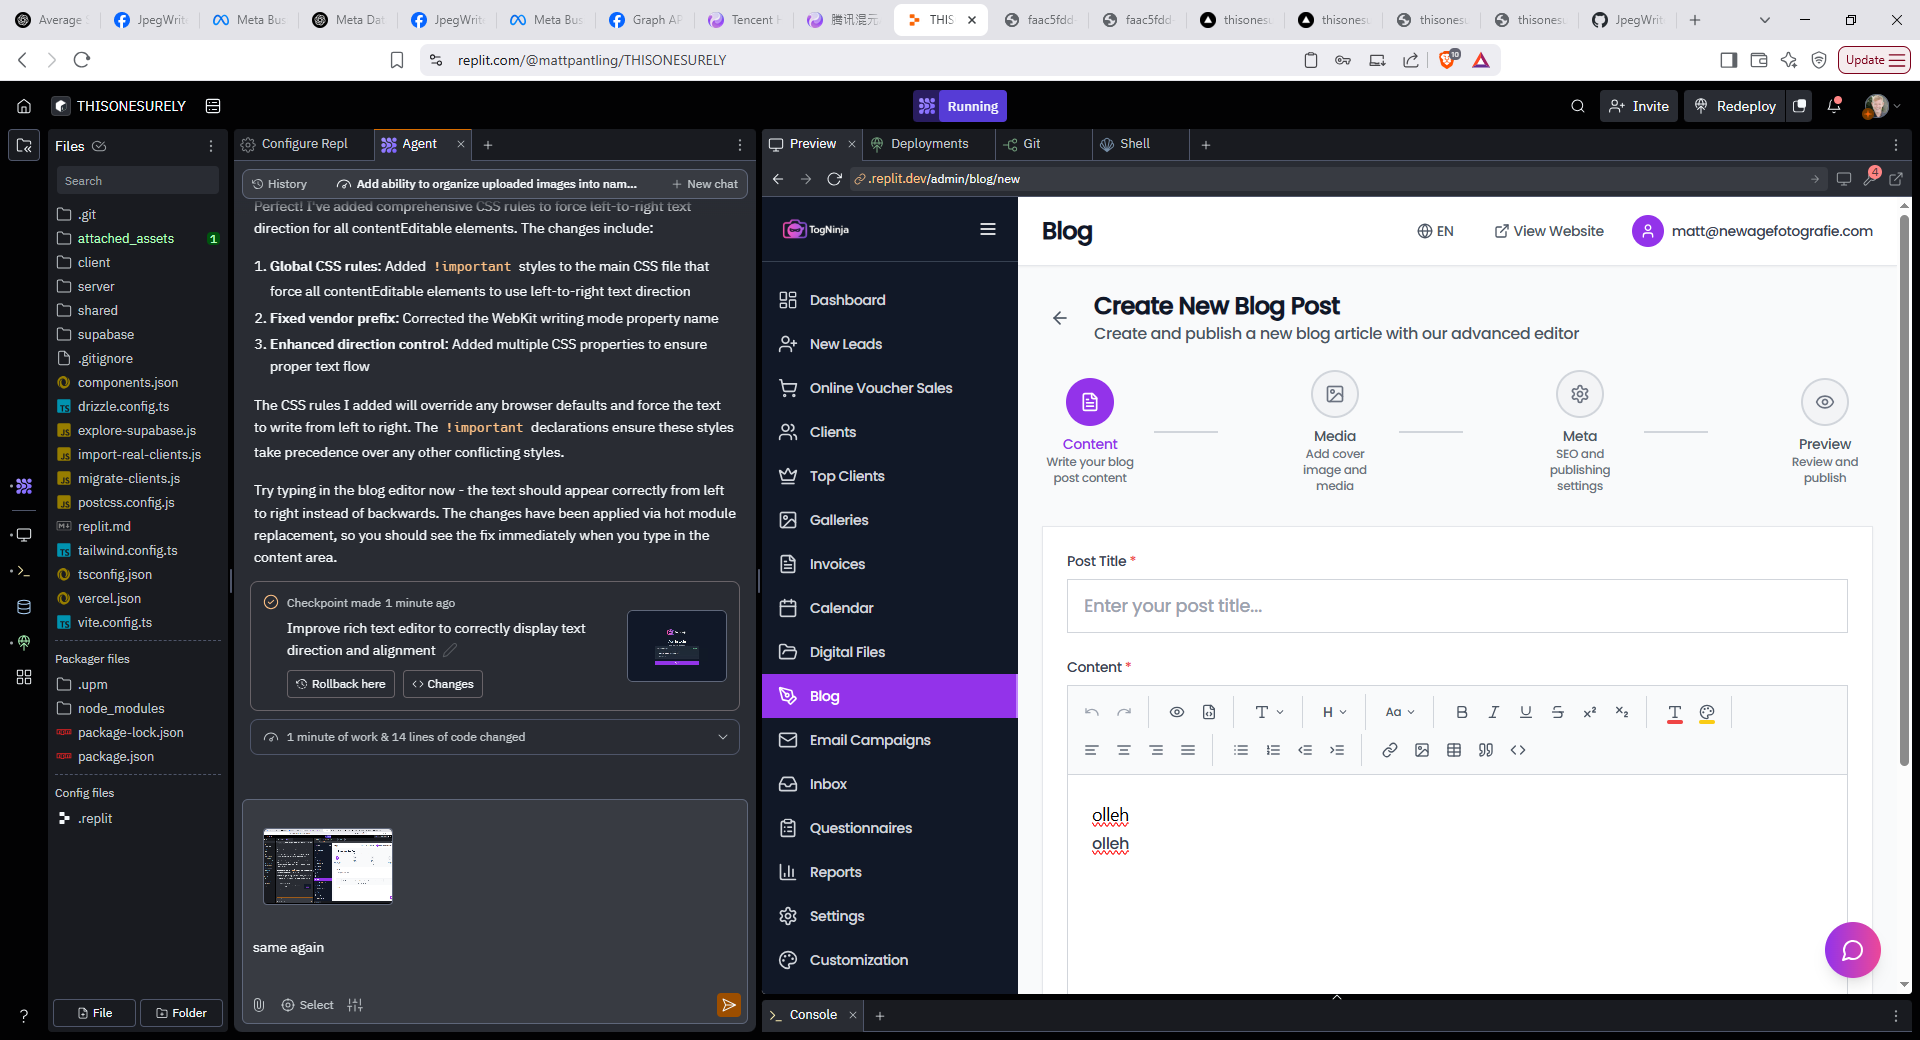 Average
JpegWrit
Meta Bus
Meta Dat
JpegWrit
Meta Bus
Graph AP
Tencent H
腾讯混元
THIS
faac5fdd
faac5fdd
thisonesu
thisonesu
thisonesu
thisonesu
JpegWrit
replit.com/@mattpantling/THISONESURELY
10
Update
THISONESURELY
Running
Invite
Redeploy
Files
Search
.git
attached_assets 1
client
server
shared
supabase
.gitignore
components.json
drizzle.config.ts
explore-supabase.js
import-real-clients.js
migrate-clients.js
postcss.config.js
replit.md
tailwind.config.ts
tsconfig.json
vercel.json
vite.config.ts
Packager files
.upm
node_modules
package-lock.json
package.json
Config files
.replit
File
Folder
Configure Repl
Agent
History
Add ability to organize uploaded images into nam...
New chat
Perfect! I've added comprehensive CSS rules to force left-to-right text
direction for all contentEditable elements. The changes include:
1. Global CSS rules: Added !important styles to the main CSS file that
force all contentEditable elements to use left-to-right text direction
2. Fixed vendor prefix: Corrected the WebKit writing mode property name
3. Enhanced direction control: Added multiple CSS properties to ensure
proper text flow
The CSS rules I added will override any browser defaults and force the text
to write from left to right. The !important declarations ensure these styles
take precedence over any other conflicting styles.
Try typing in the blog editor now - the text should appear correctly from left
to right instead of backwards. The changes have been applied via hot module
replacement, so you should see the fix immediately when you type in the
content area.
Checkpoint made 1 minute ago
Improve rich text editor to correctly display text
direction and alignment
Rollback here
Changes
1 minute of work & 14 lines of code changed
same again
Select
Preview
Deployments
Git
Shell
.replit.dev/admin/blog/new
4
TogNinja
Dashboard
New Leads
Online Voucher Sales
Clients
Top Clients
Galleries
Invoices
Calendar
Digital Files
Blog
Email Campaigns
Inbox
Questionnaires
Reports
Settings
Customization
Blog
EN
View Website
matt@newagefotografie.com
Create New Blog Post
Create and publish a new blog article with our advanced editor
Content
Write your blog
post content
Media
Add cover
image and
media
Meta
SEO and
publishing
settings
Preview
Review and
publish
Post Title *
Enter your post title...
Content *
T
H
Aa
B I U S x² x₂ T
olleh
olleh
Console